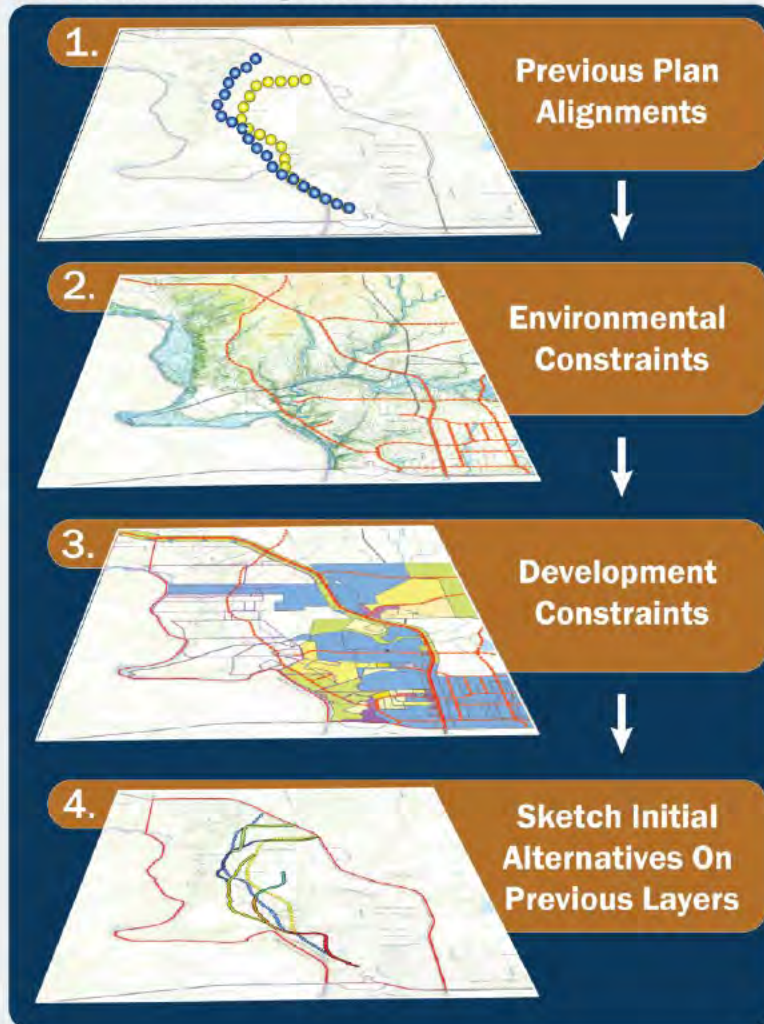 1.
Previous Plan
Alignments
2.
Environmental
Constraints
3.
Development
Constraints
4.
Sketch Initial
Alternatives On
Previous Layers